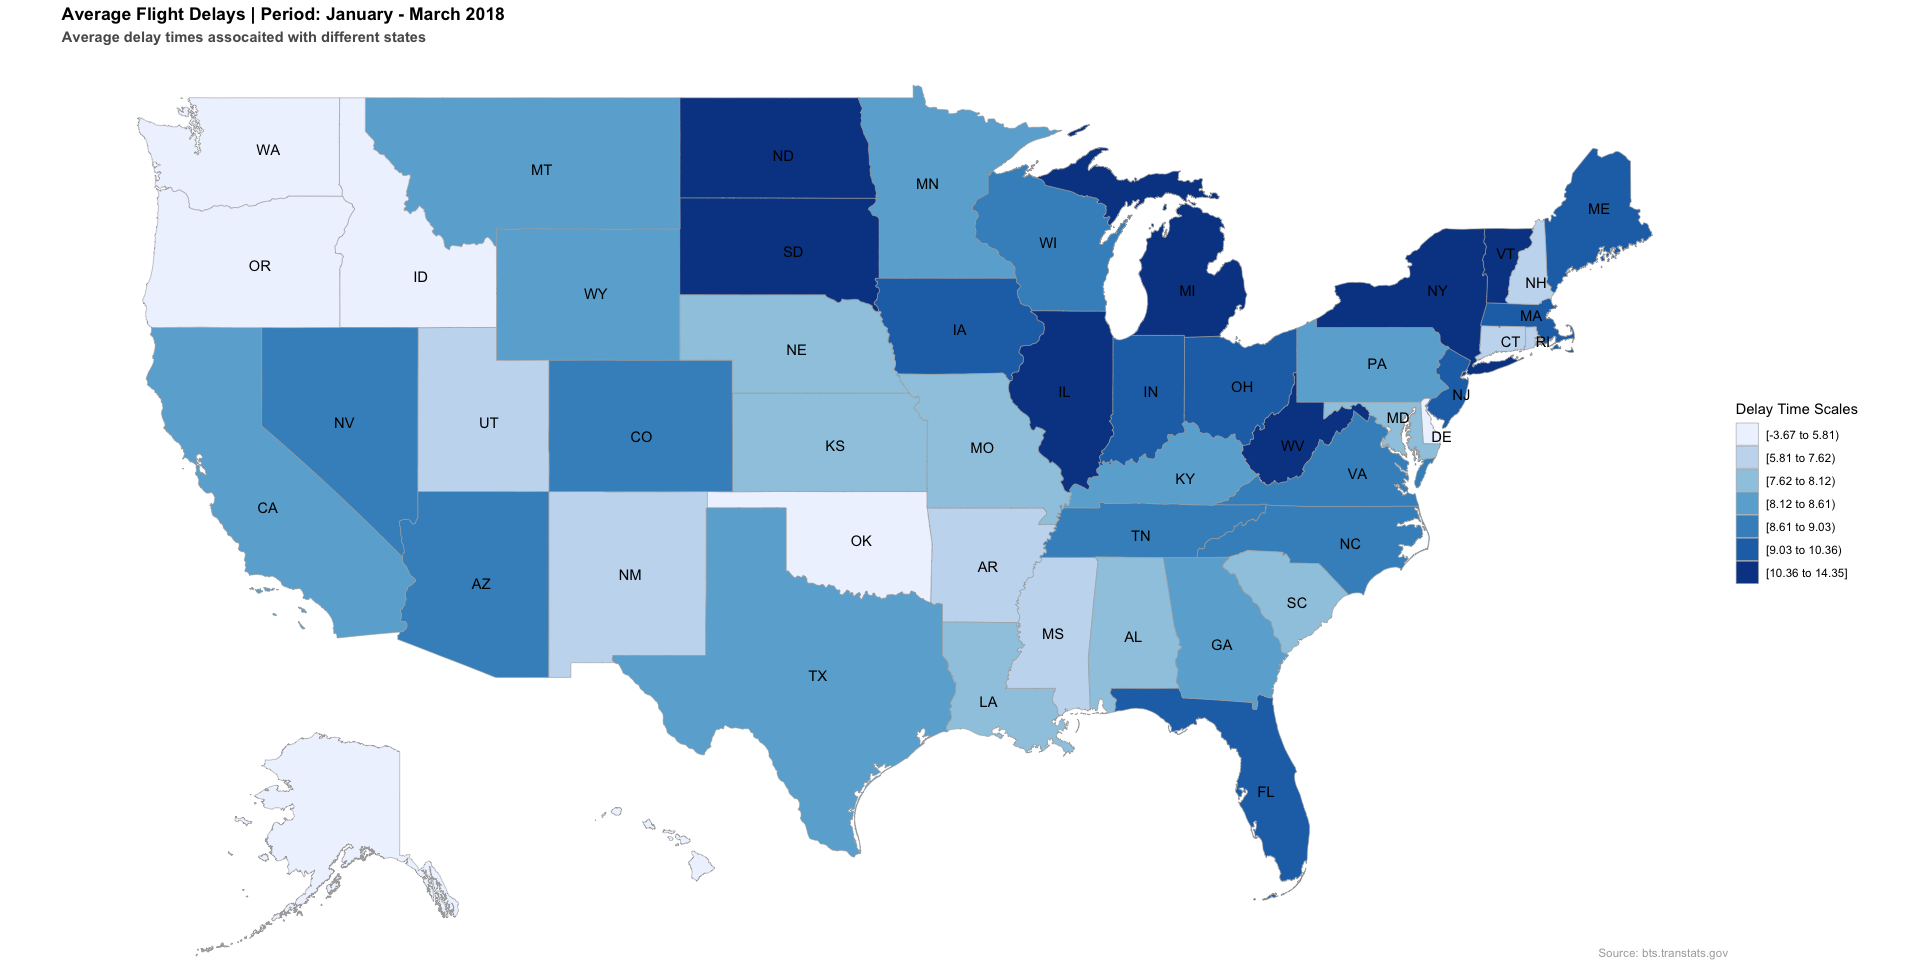 Average Flight Delays | Period: January - March 2018
Average delay times assocaited with different states
WA
MT
ND
MN
ME
OR
ID
WY
SD
WI
MI
NY
VT
NH
MA
CT
RI
NV
UT
CO
NE
IA
IL
IN
OH
PA
NJ
MD
DE
WV
CA
KS
MO
KY
VA
AZ
NM
OK
AR
TN
NC
SC
TX
LA
MS
AL
GA
FL
Delay Time Scales
[-3.67 to 5.81)
[5.81 to 7.62)
[7.62 to 8.12)
[8.12 to 8.61)
[8.61 to 9.03)
[9.03 to 10.36)
[10.36 to 14.35]
Source: bts.transtats.gov